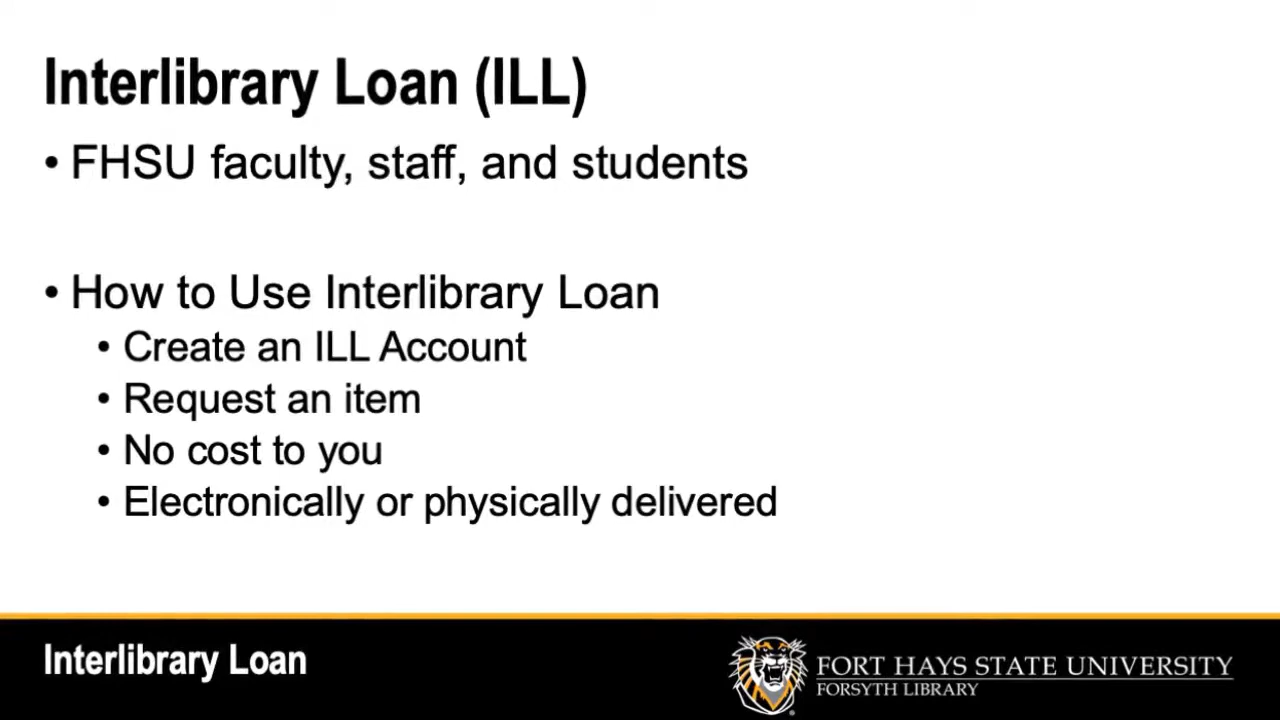 Interlibrary Loan (ILL)
• FHSU faculty, staff, and students
• How to Use Interlibrary Loan
• Create an ILL Account
• Request an item
• No cost to you
• Electronically or physically delivered
Interlibrary Loan
FORT HAYS STATE UNIVERSITY
FORSYTH LIBRARY